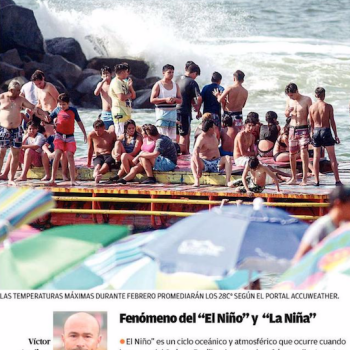 LAS TEMPERATURAS MÁXIMAS DURANTE FEBRERO PROMEDIARÁN LOS 28C° SEGÚN EL PORTAL ACCUWEATHER.
Fenómeno del “El Niño” y “La Niña”
Víctor
El Niño” es un ciclo oceánico y atmosférico que ocurre cuando